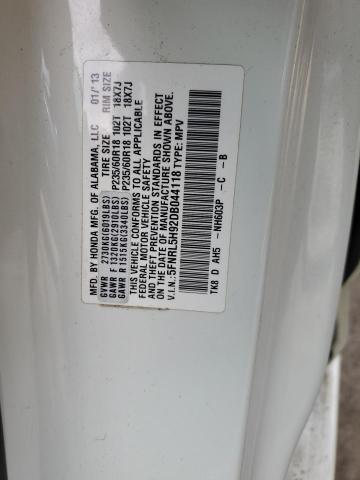 MFD. BY HONDA MFG. OF ALABAMA, LLC 01/'13
TIRE SIZE RIM SIZE
GVWR 2730KG(6019LBS)
GAWR F 1320KG(2910LBS) P235/60R18 102T 18X7J
GAWR R 1515KG(3340LBS) P235/60R18 102T 18X7J
THIS VEHICLE CONFORMS TO ALL APPLICABLE
FEDERAL MOTOR VEHICLE SAFETY
AND THEFT PREVENTION STANDARDS IN EFFECT
ON THE DATE OF MANUFACTURE SHOWN ABOVE.
V.I.N.: 5FNRL5H92DB044118 TYPE: MPV
TK8 D AH5 -NH603P -C -B